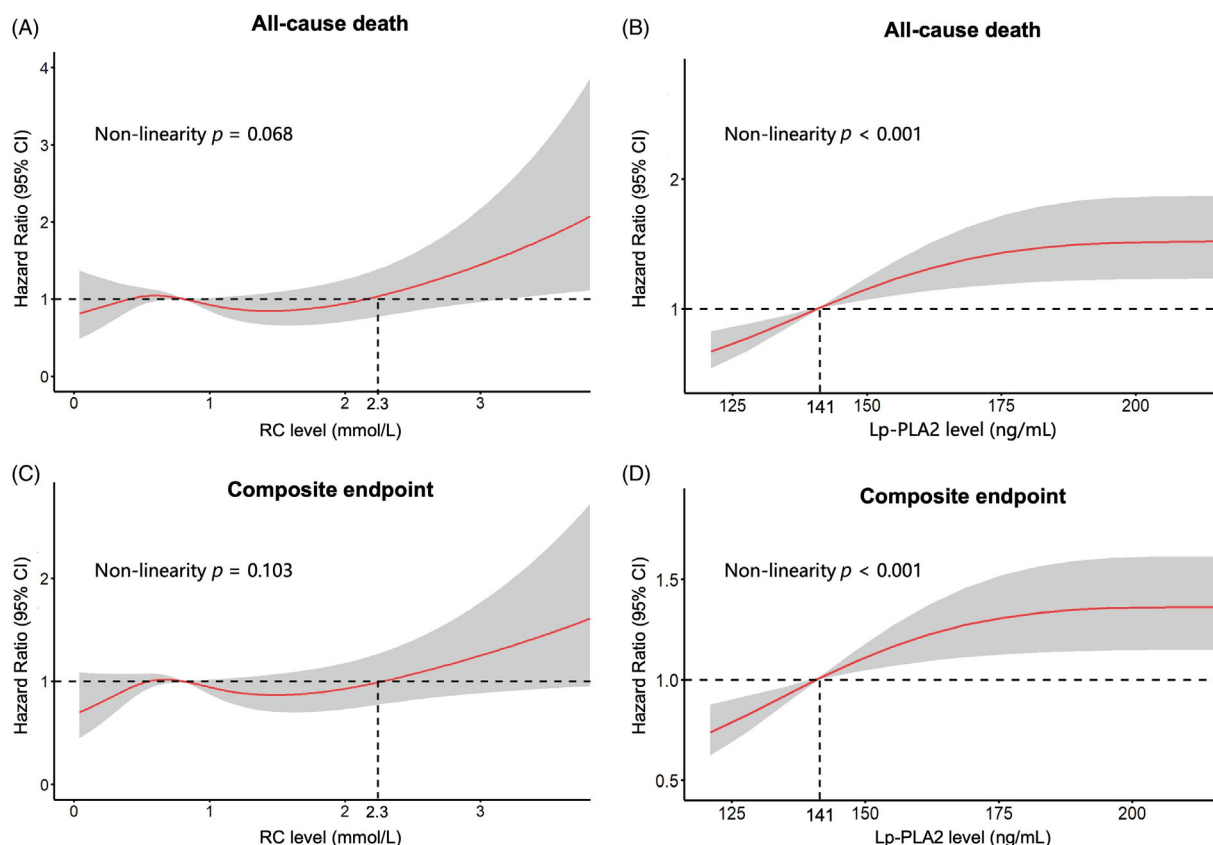 (A)
All-cause death
Hazard Ratio (95% CI)
4
3
2
1
0
Non-linearity p = 0.068
0
1
2
2.3
3
RC level (mmol/L)
(B)
All-cause death
Hazard Ratio (95% CI)
2
1
Non-linearity p < 0.001
125
141
150
175
200
Lp-PLA2 level (ng/mL)
(C)
Composite endpoint
Hazard Ratio (95% CI)
2
1
0
Non-linearity p = 0.103
0
1
2
2.3
3
RC level (mmol/L)
(D)
Composite endpoint
Hazard Ratio (95% CI)
1.5
1.0
0.5
Non-linearity p < 0.001
125
141
150
175
200
Lp-PLA2 level (ng/mL)